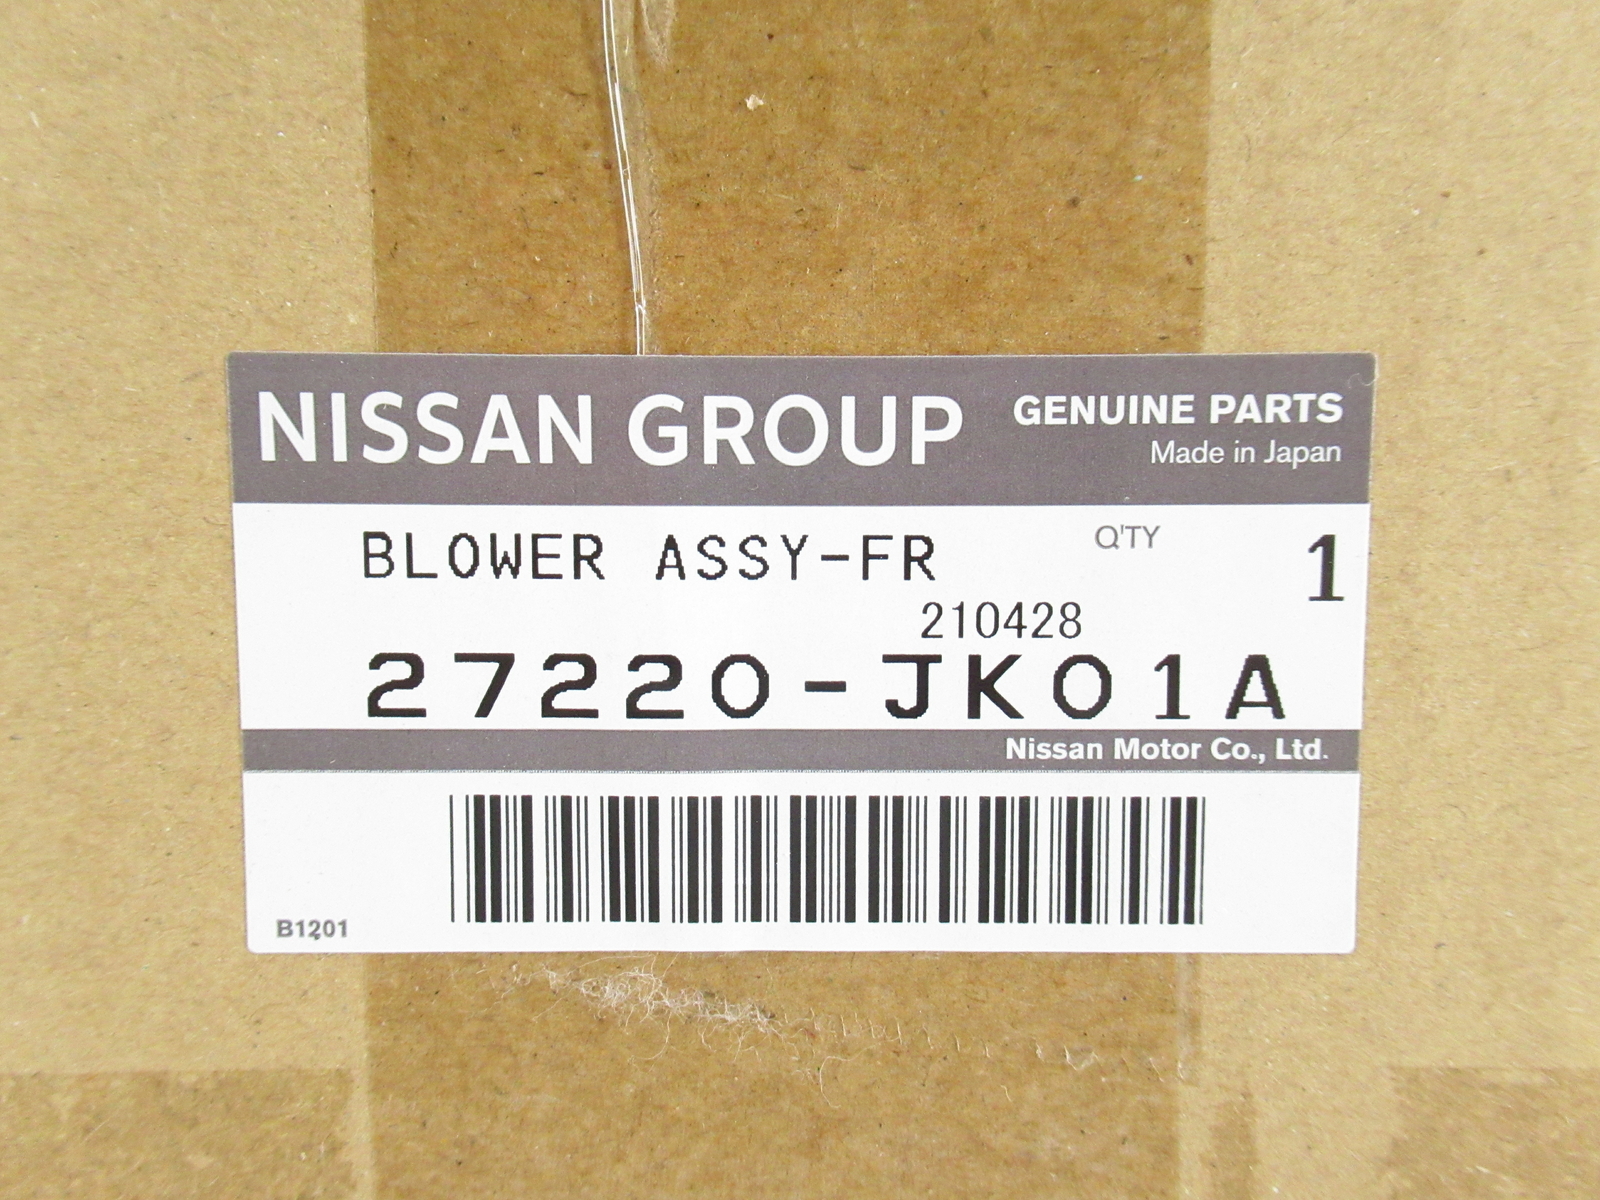 NISSAN GROUP
GENUINE PARTS
Made in Japan
BLOWER ASSY-FR
Q'TY
1
210428
27220-JK01A
Nissan Motor Co., Ltd.
B1201